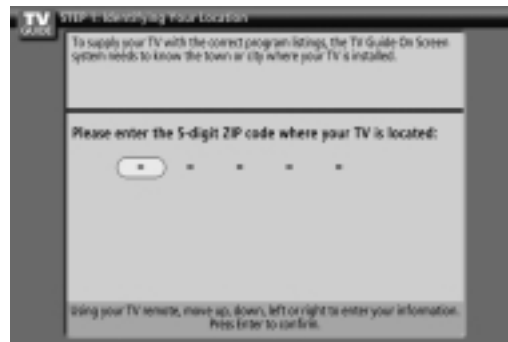 TV GUIDE
STEP 1: Identifying Your Location
To supply your TV with the correct program listings, the TV Guide On Screen
system needs to know the town or city where your TV is installed.
Please enter the 5-digit ZIP code where your TV is located:
- - - - -
Using your TV remote, move up, down, left or right to enter your information.
Press Enter to confirm.